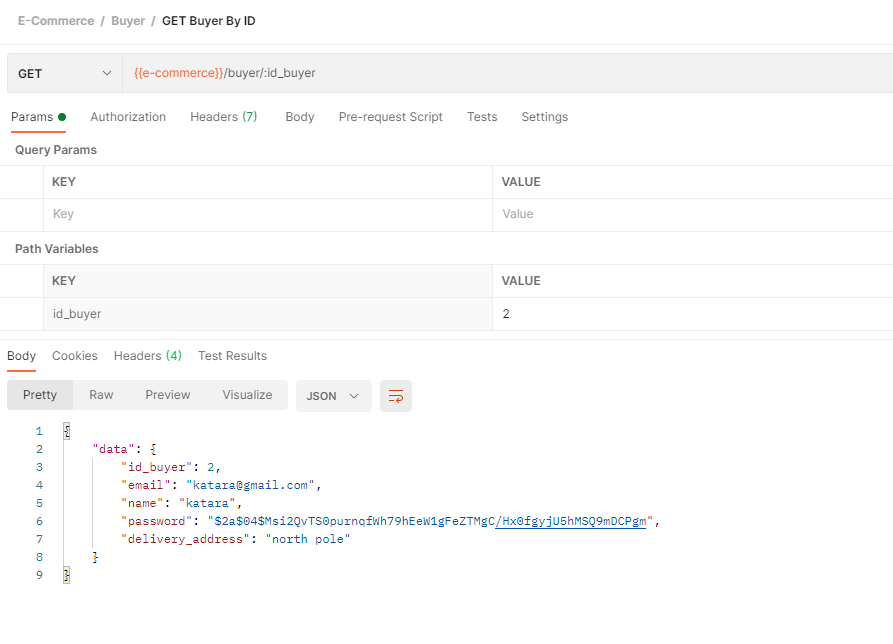 E-Commerce / Buyer / GET Buyer By ID
GET {{e-commerce}}/buyer/:id_buyer
Params Authorization Headers (7) Body Pre-request Script Tests Settings
Query Params
KEY VALUE
Key Value
Path Variables
KEY VALUE
id_buyer 2
Body Cookies Headers (4) Test Results
Pretty Raw Preview Visualize JSON
1 {
2 "data": {
3 "id_buyer": 2,
4 "email": "katara@gmail.com",
5 "name": "katara",
6 "password": "$2a$04$Msi2QvTS0purnqfWh79hEeW1gFeZTMgC/Hx0fgyjU5hMSQ9mDCPgm",
7 "delivery_address": "north pole"
8 }
9 }